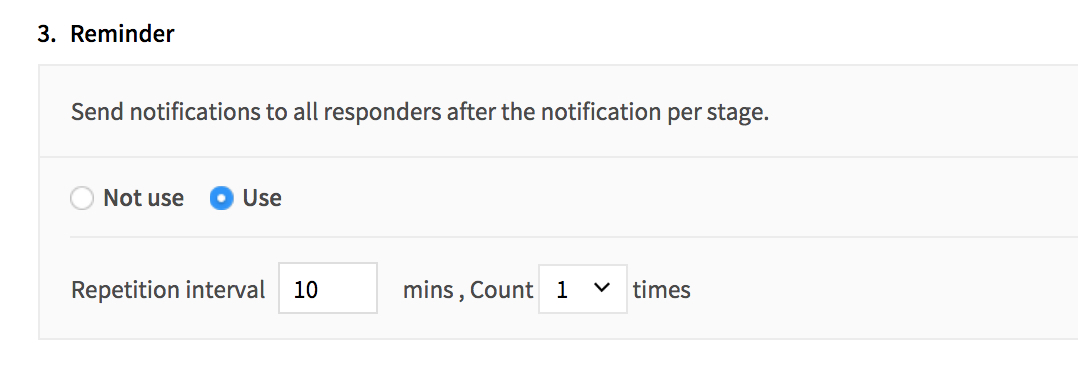 3. Reminder
Send notifications to all responders after the notification per stage.
Not use Use
Repetition interval 10 mins , Count 1 times